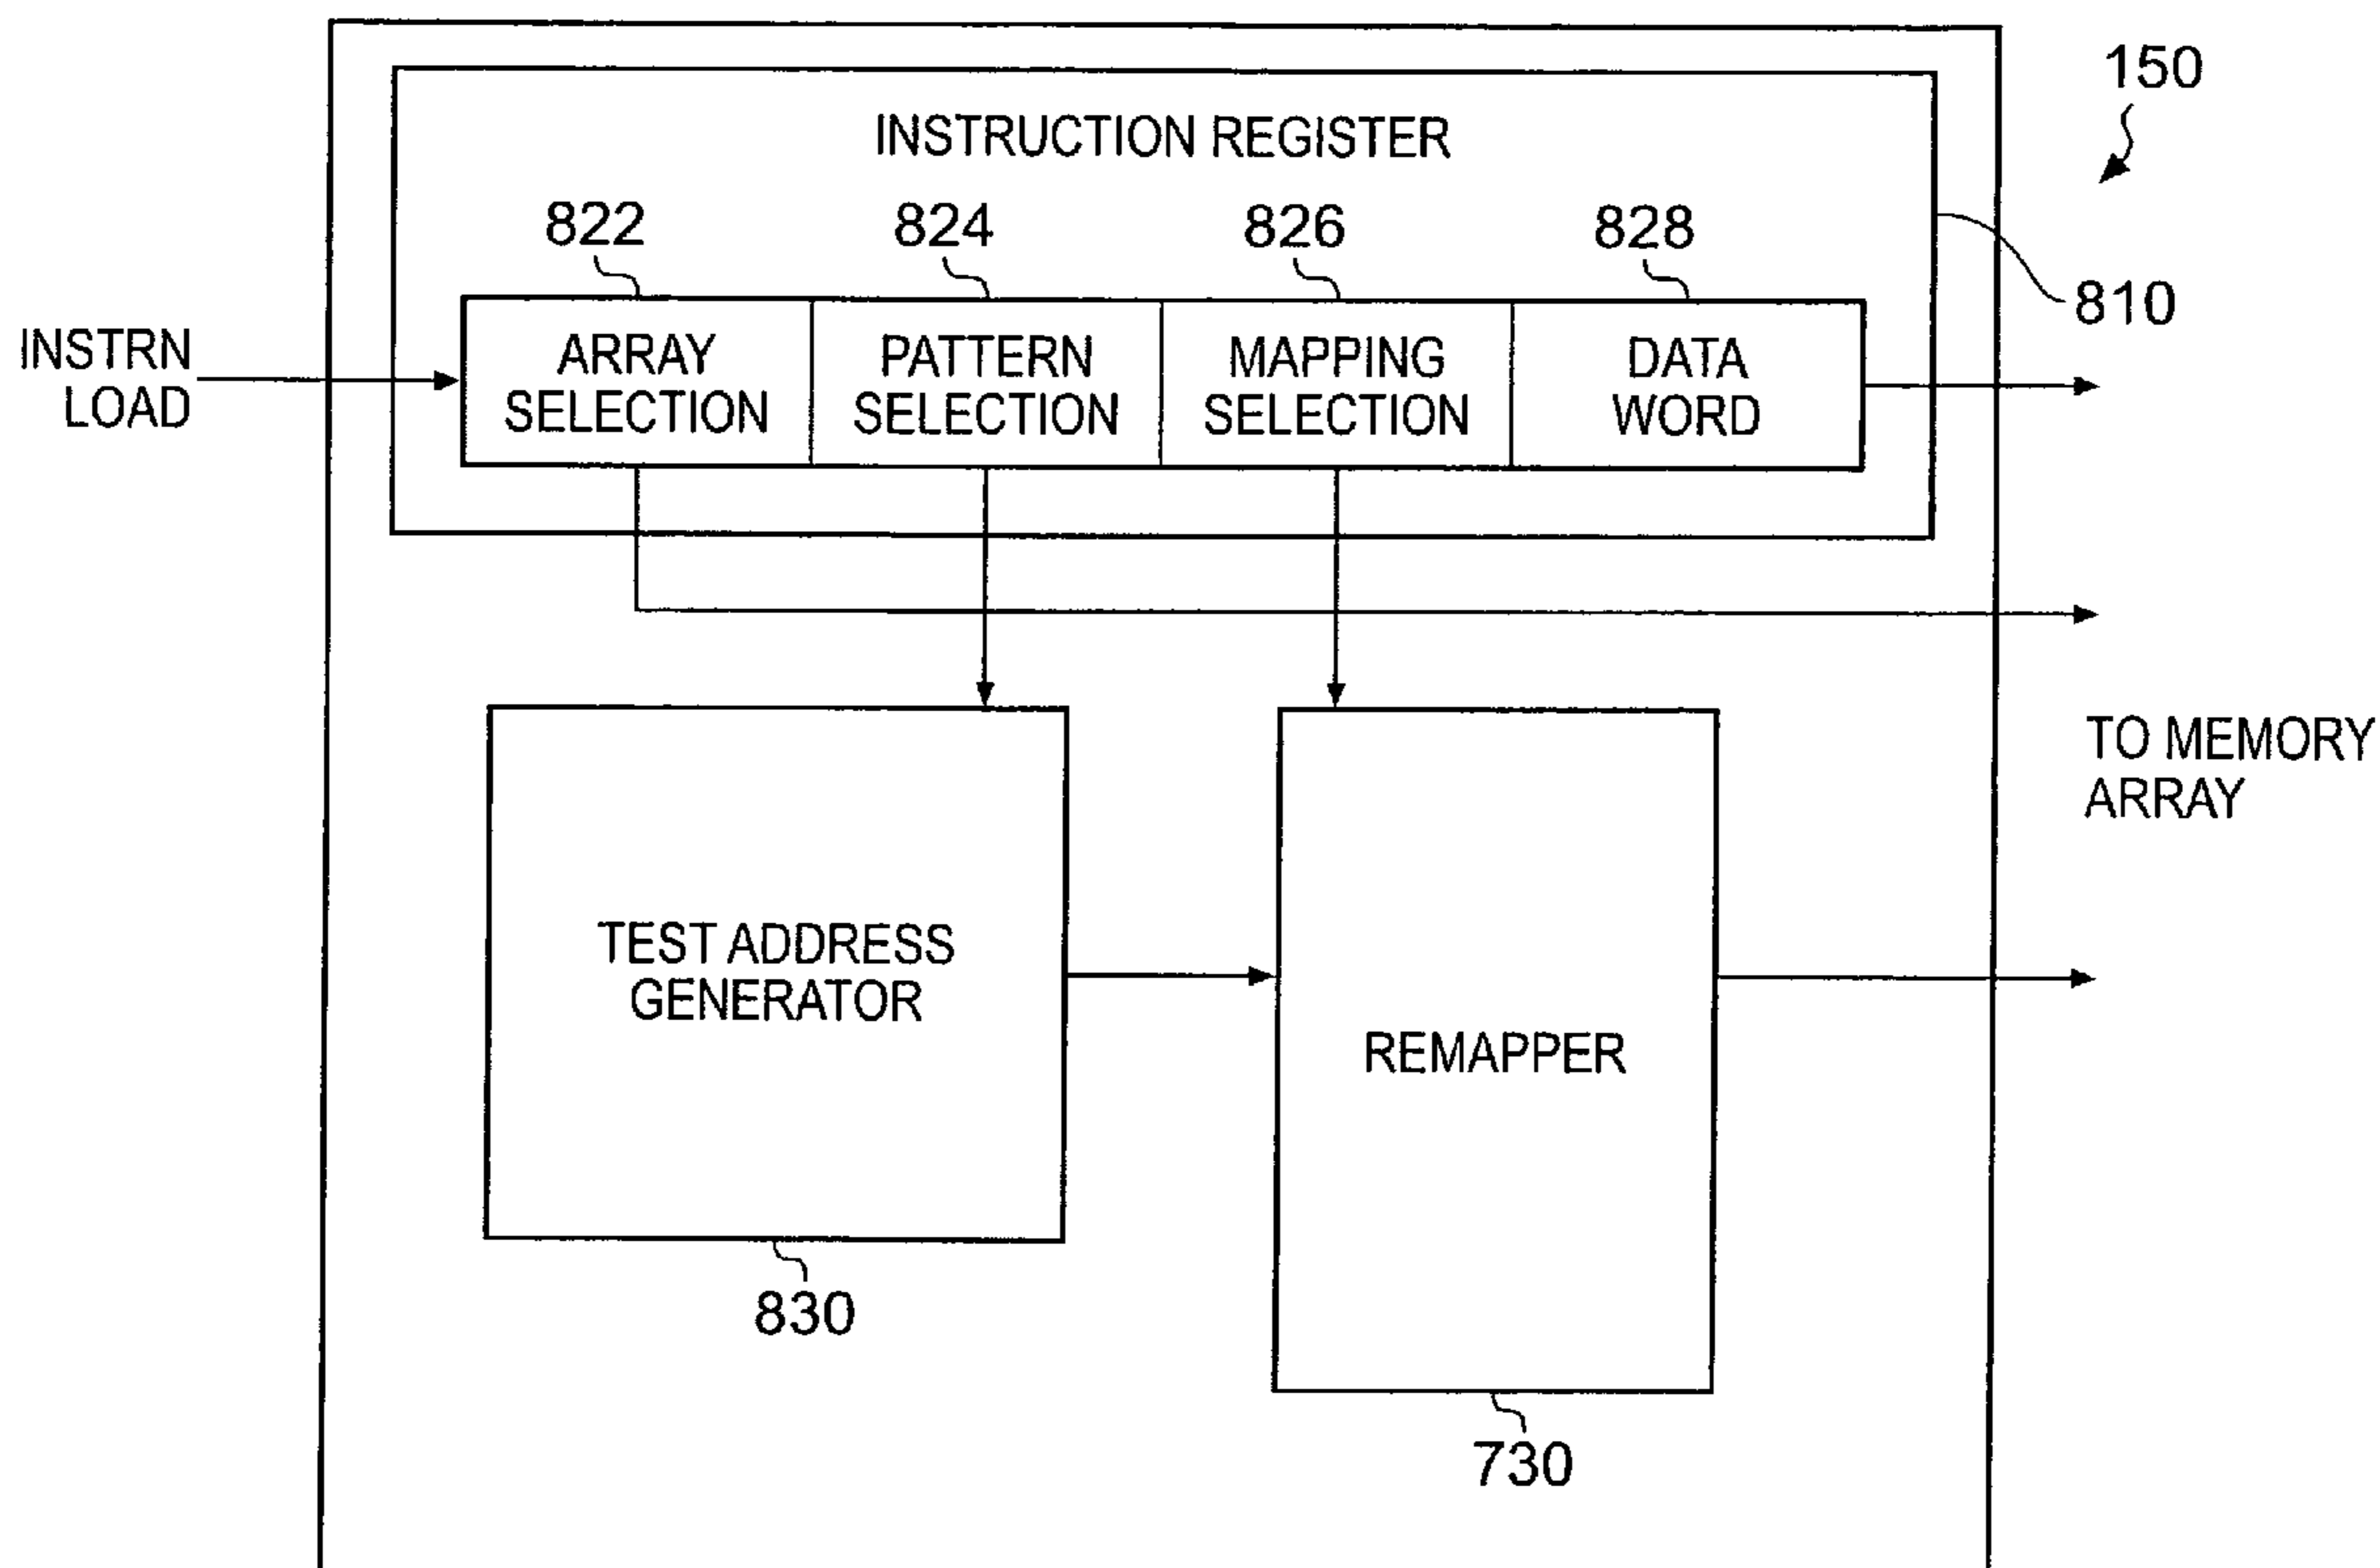 150
INSTRUCTION REGISTER
822
824
826
828
810
INSTRN
LOAD
ARRAY
SELECTION
PATTERN
SELECTION
MAPPING
SELECTION
DATA
WORD
TO MEMORY
ARRAY
TEST ADDRESS
GENERATOR
REMAPPER
830
730